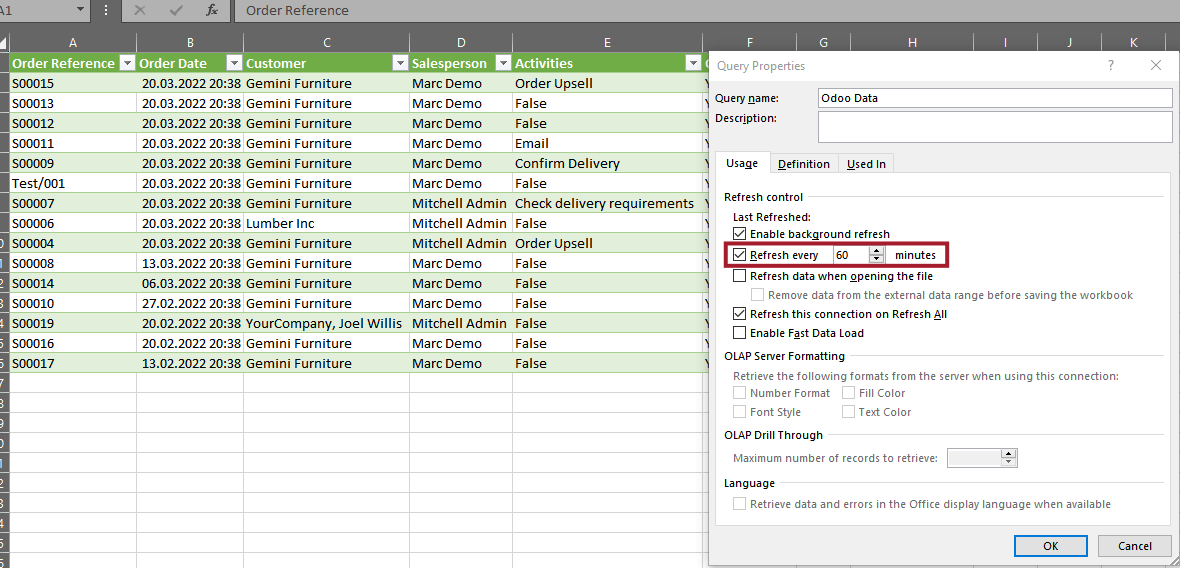 A1 fx Order Reference
A B C D E F G H I J K
Order Reference Order Date Customer Salesperson Activities
S00015 20.03.2022 20:38 Gemini Furniture Marc Demo Order Upsell
S00013 20.03.2022 20:38 Gemini Furniture Marc Demo False
S00012 20.03.2022 20:38 Gemini Furniture Marc Demo False
S00011 20.03.2022 20:38 Gemini Furniture Marc Demo Email
S00009 20.03.2022 20:38 Gemini Furniture Marc Demo Confirm Delivery
Test/001 20.03.2022 20:38 Gemini Furniture Marc Demo False
S00007 20.03.2022 20:38 Gemini Furniture Mitchell Admin Check delivery requirements
S00006 20.03.2022 20:38 Lumber Inc Mitchell Admin False
S00004 20.03.2022 20:38 Gemini Furniture Mitchell Admin Order Upsell
S00008 13.03.2022 20:38 Gemini Furniture Marc Demo False
S00014 06.03.2022 20:38 Gemini Furniture Marc Demo False
S00010 27.02.2022 20:38 Gemini Furniture Marc Demo False
S00019 20.02.2022 20:38 YourCompany, Joel Willis Mitchell Admin False
S00016 20.02.2022 20:38 Gemini Furniture Marc Demo False
S00017 13.02.2022 20:38 Gemini Furniture Marc Demo False
Query Properties ?
Query name: Odoo Data
Description:
Usage Definition Used In
Refresh control
Last Refreshed:
Enable background refresh
Refresh every 60 minutes
Refresh data when opening the file
Remove data from the external data range before saving the workbook
Refresh this connection on Refresh All
Enable Fast Data Load
OLAP Server Formatting
Retrieve the following formats from the server when using this connection:
Number Format Fill Color
Font Style Text Color
OLAP Drill Through
Maximum number of records to retrieve:
Language
Retrieve data and errors in the Office display language when available
OK Cancel